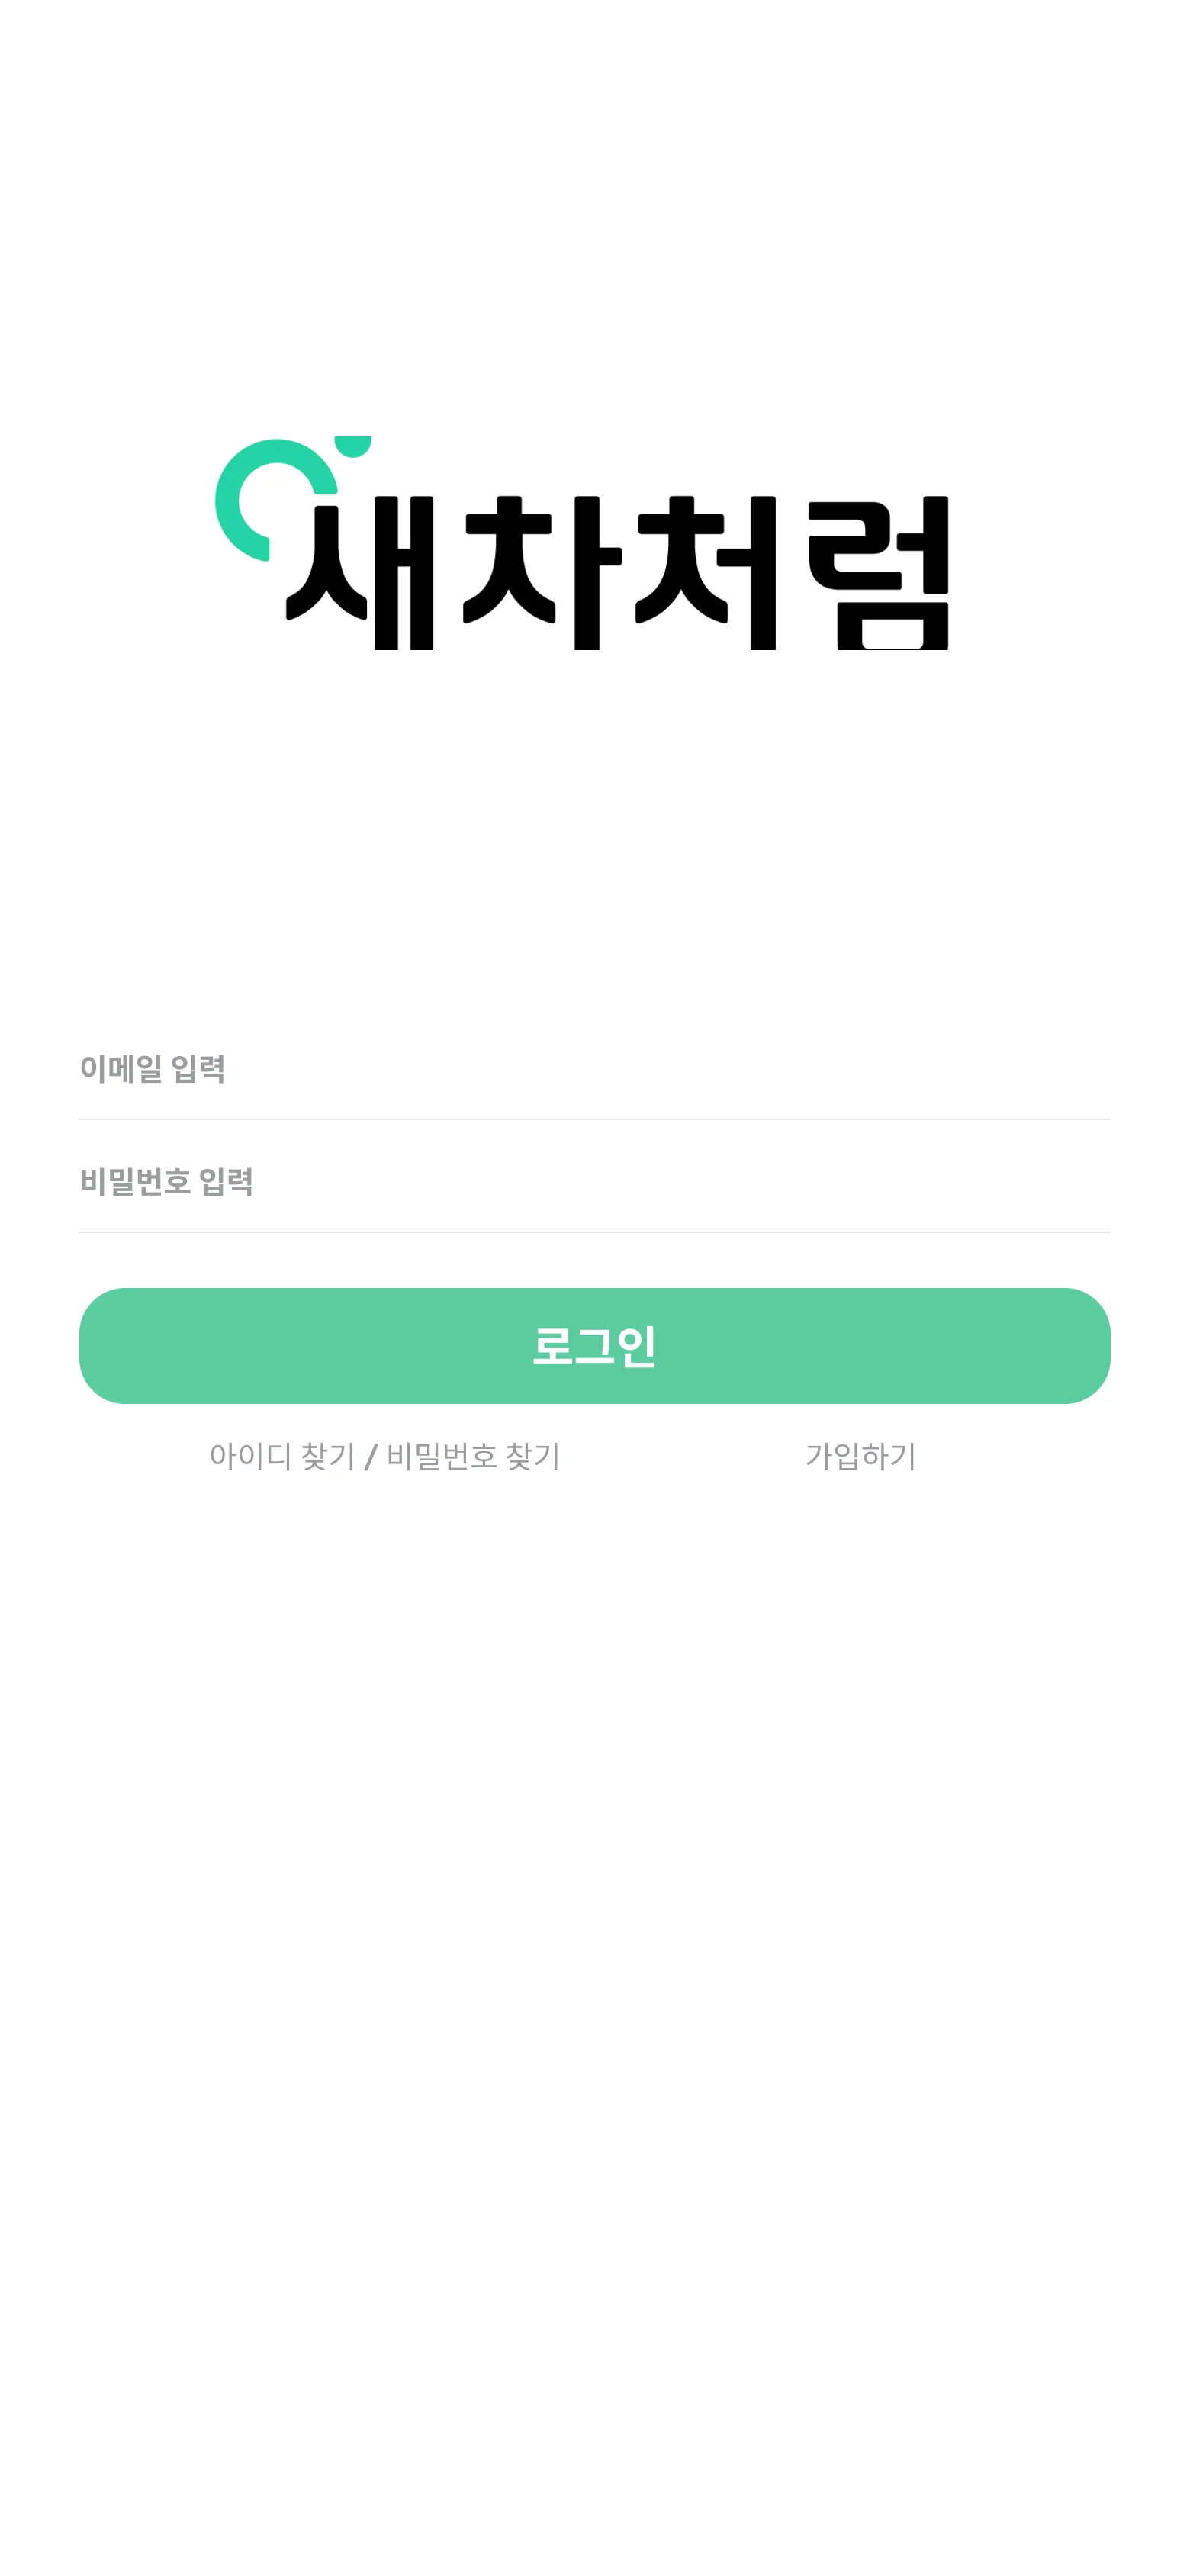 새차처럼
이메일 입력
비밀번호 입력
로그인
아이디 찾기 / 비밀번호 찾기 가입하기